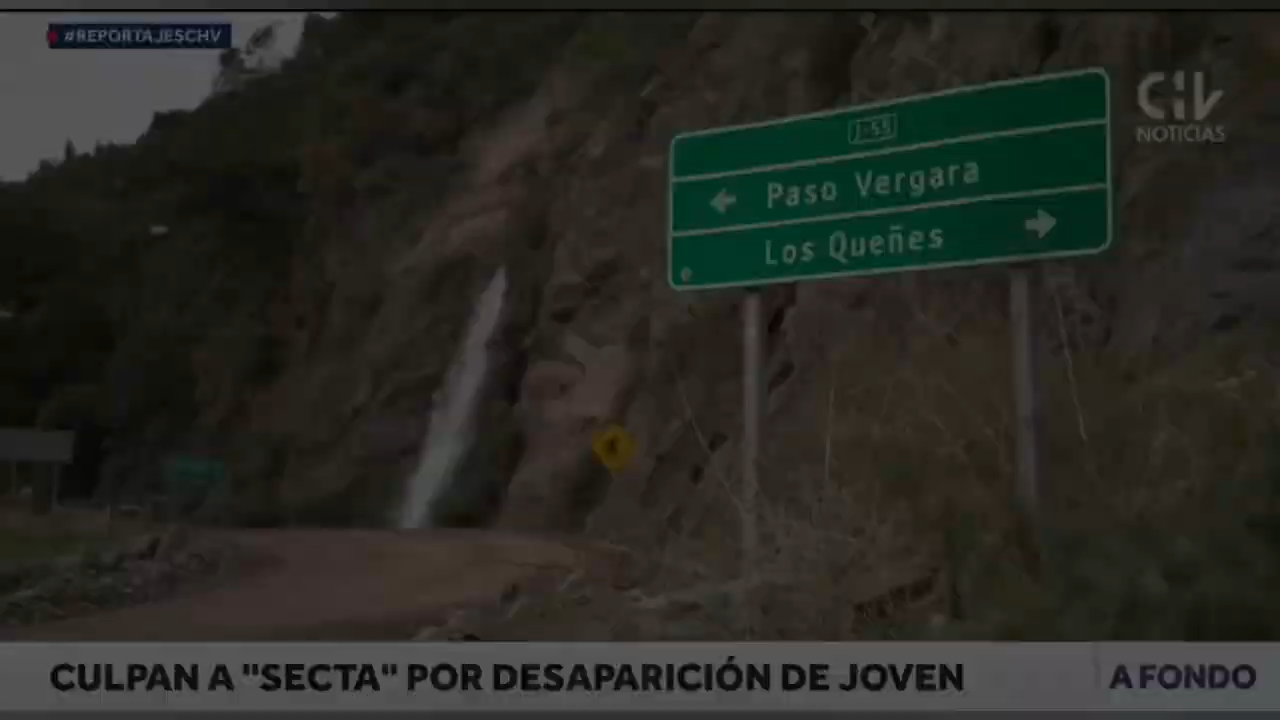 #REPORTAJESCHV
CHV
NOTICIAS
J-55
Paso Vergara
Los Queñes
CULPAN A "SECTA" POR DESAPARICIÓN DE JOVEN
A FONDO